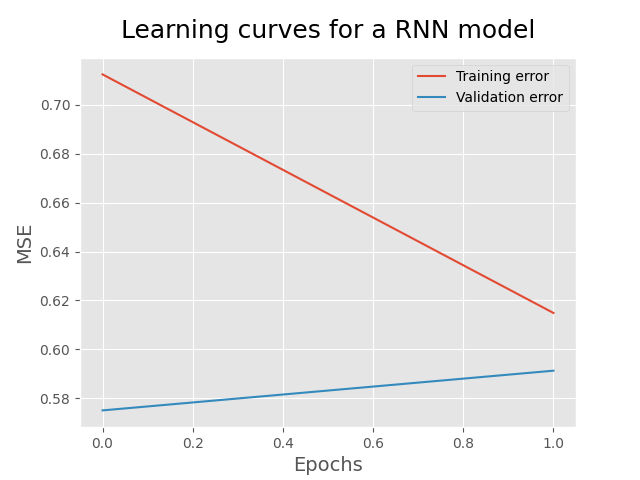 Learning curves for a RNN model
Training error
Validation error
0.70
0.68
0.66
0.64
0.62
0.60
0.58
MSE
0.0 0.2 0.4 0.6 0.8 1.0
Epochs